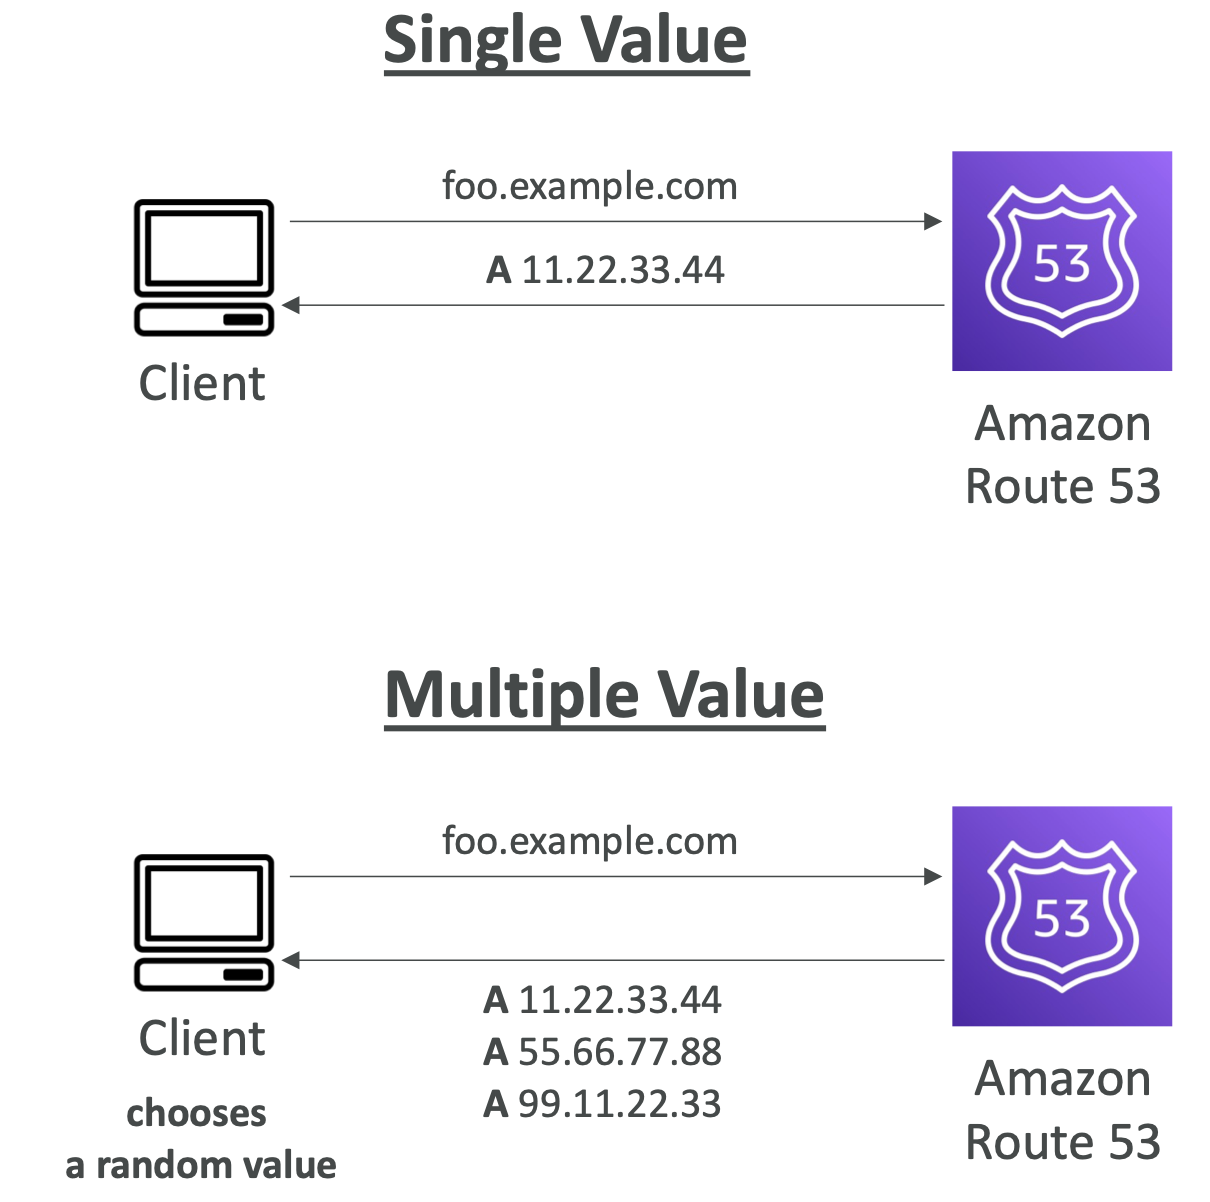 Single Value
foo.example.com
A 11.22.33.44
53
Client
Amazon
Route 53
Multiple Value
foo.example.com
53
A 11.22.33.44
A 55.66.77.88
A 99.11.22.33
Client
chooses
a random value
Amazon
Route 53